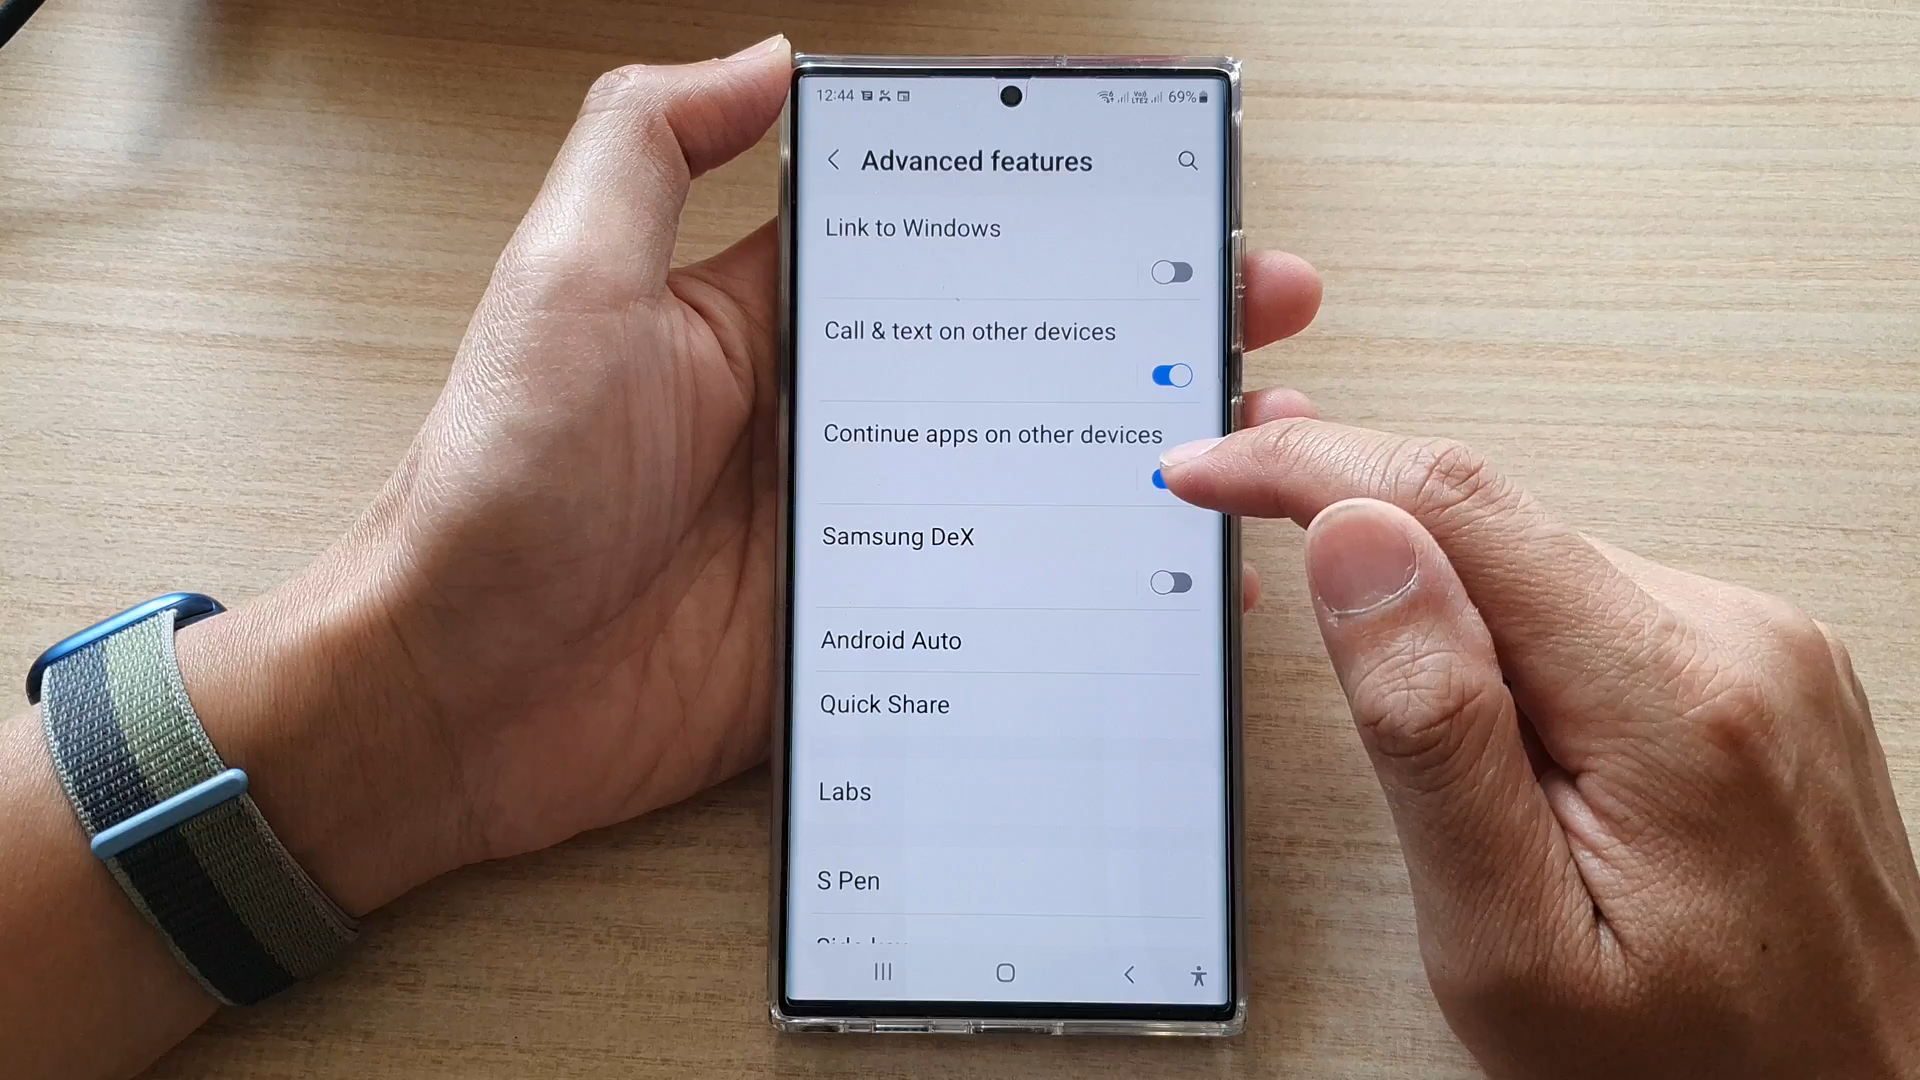 12:44 69%
Advanced features
Link to Windows
Call & text on other devices
Continue apps on other devices
Samsung DeX
Android Auto
Quick Share
Labs
S Pen